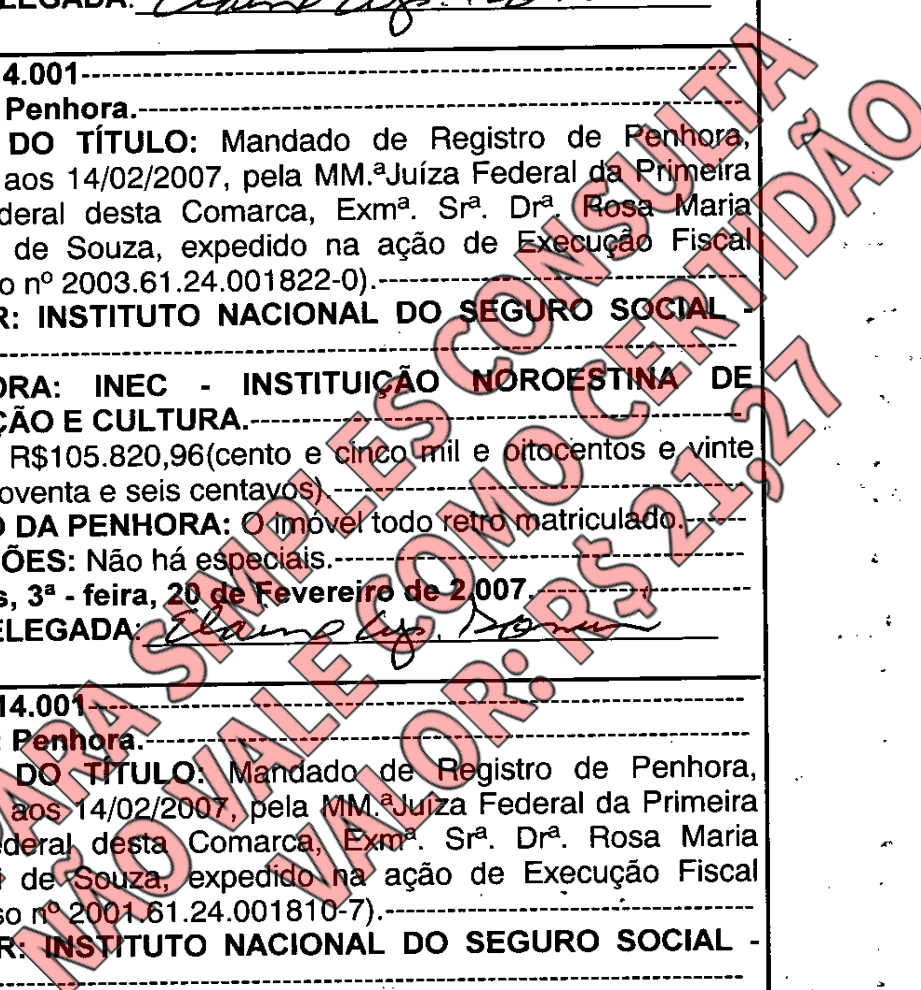 ELEGADA:
4.001
Penhora.
DO TÍTULO: Mandado de Registro de Penhora,
aos 14/02/2007, pela MM.ªJuíza Federal da Primeira
deral desta Comarca, Exmª. Srª. Drª. Rosa Maria
de Souza, expedido na ação de Execução Fiscal
o nº 2003.61.24.001822-0).
R: INSTITUTO NACIONAL DO SEGURO SOCIAL -
ORA: INEC - INSTITUIÇÃO NOROESTINA DE
ÇÃO E CULTURA.
R$105.820,96(cento e cinco mil e oitocentos e vinte
oventa e seis centavos).
O DA PENHORA: O imóvel todo retro matriculado.
ÕES: Não há especiais.
s, 3ª - feira, 20 de Fevereiro de 2.007.
ELEGADA:
14.001
: Penhora.
DO TÍTULO: Mandado de Registro de Penhora,
aos 14/02/2007, pela MM.ªJuíza Federal da Primeira
ederal desta Comarca, Exmª. Srª. Drª. Rosa Maria
i de Souza, expedido na ação de Execução Fiscal
so nº 2001.61.24.001810-7).
R: INSTITUTO NACIONAL DO SEGURO SOCIAL -
PARA SIMPLES CONSULTA
NÃO VALE COMO CERTIDÃO
VALOR: R$ 21,27